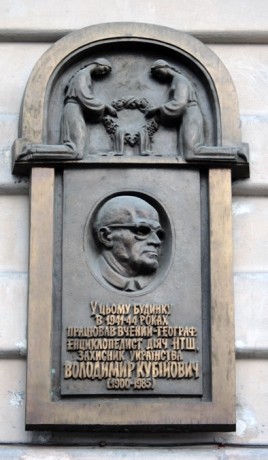 У ЦЬОМУ БУДИНКУ
В 1941-44 РОКАХ
ПРАЦЮВАВ ВЧЕНИЙ-ГЕОГРАФ
ЕНЦИКЛОПЕДИСТ ДІЯЧ НТШ
ЗАХИСНИК УКРАЇНСТВА
ВОЛОДИМИР КУБІЙОВИЧ
(1900-1985)